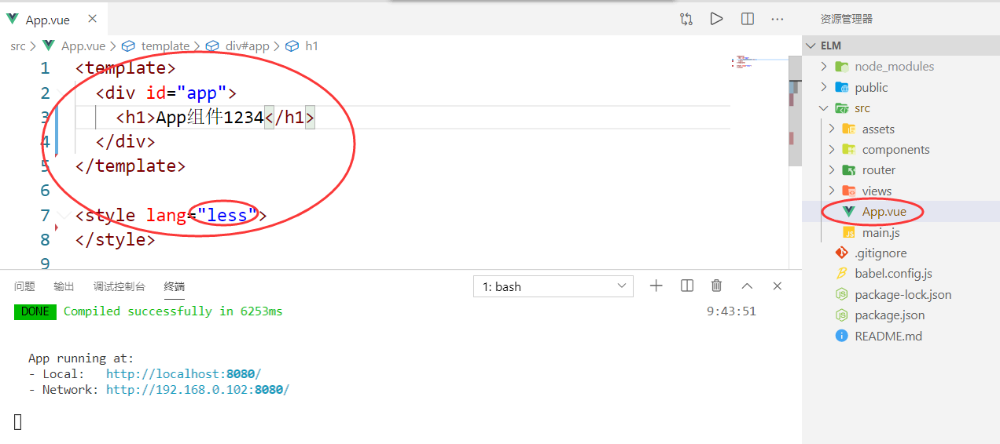 App.vue
资源管理器
src App.vue template div#app h1
ELM
1 <template>
2 <div id="app">
3 <h1>App组件1234</h1>
4 </div>
5 </template>
6
7 <style lang="less">
8 </style>
9
node_modules
public
src
assets
components
router
views
App.vue
main.js
.gitignore
babel.config.js
package-lock.json
package.json
README.md
问题 输出 调试控制台 终端 1: bash
DONE Compiled successfully in 6253ms 9:43:51
App running at:
- Local: http://localhost:8080/
- Network: http://192.168.0.102:8080/